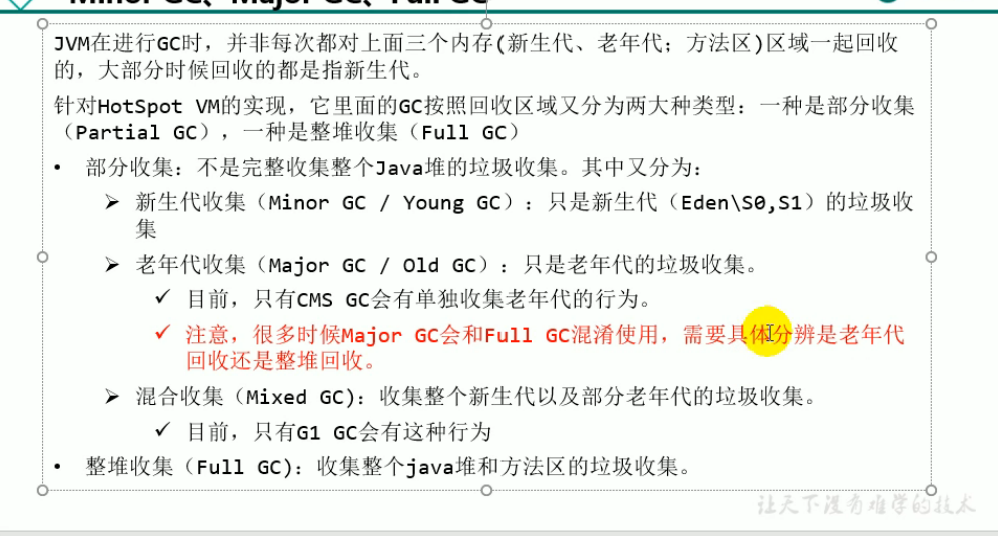 Minor GC、Major GC、Full GC
JVM在进行GC时，并非每次都对上面三个内存(新生代、老年代；方法区)区域一起回收
的，大部分时候回收的都是指新生代。
针对HotSpot VM的实现，它里面的GC按照回收区域又分为两大种类型：一种是部分收集
（Partial GC），一种是整堆收集（Full GC）
• 部分收集：不是完整收集整个Java堆的垃圾收集。其中又分为：
➢ 新生代收集（Minor GC / Young GC）：只是新生代（Eden\S0,S1）的垃圾收
集
➢ 老年代收集（Major GC / Old GC）：只是老年代的垃圾收集。
✓ 目前，只有CMS GC会有单独收集老年代的行为。
✓ 注意，很多时候Major GC会和Full GC混淆使用，需要具体分辨是老年代
回收还是整堆回收。
➢ 混合收集（Mixed GC)：收集整个新生代以及部分老年代的垃圾收集。
✓ 目前，只有G1 GC会有这种行为
• 整堆收集（Full GC)：收集整个java堆和方法区的垃圾收集。
让天下没有难学的技术